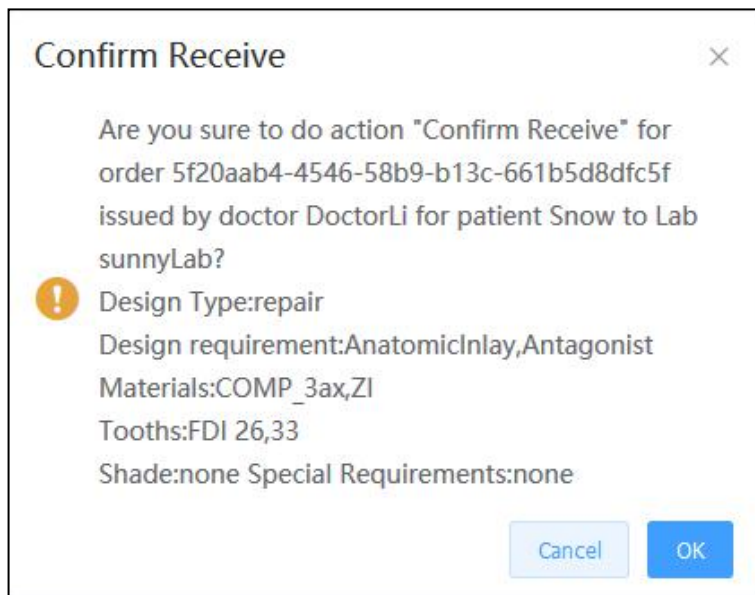 Confirm Receive
Are you sure to do action "Confirm Receive" for
order 5f20aab4-4546-58b9-b13c-661b5d8dfc5f
issued by doctor DoctorLi for patient Snow to Lab
sunnyLab?
Design Type:repair
Design requirement:AnatomicInlay,Antagonist
Materials:COMP_3ax,ZI
Tooths:FDI 26,33
Shade:none Special Requirements:none
Cancel OK